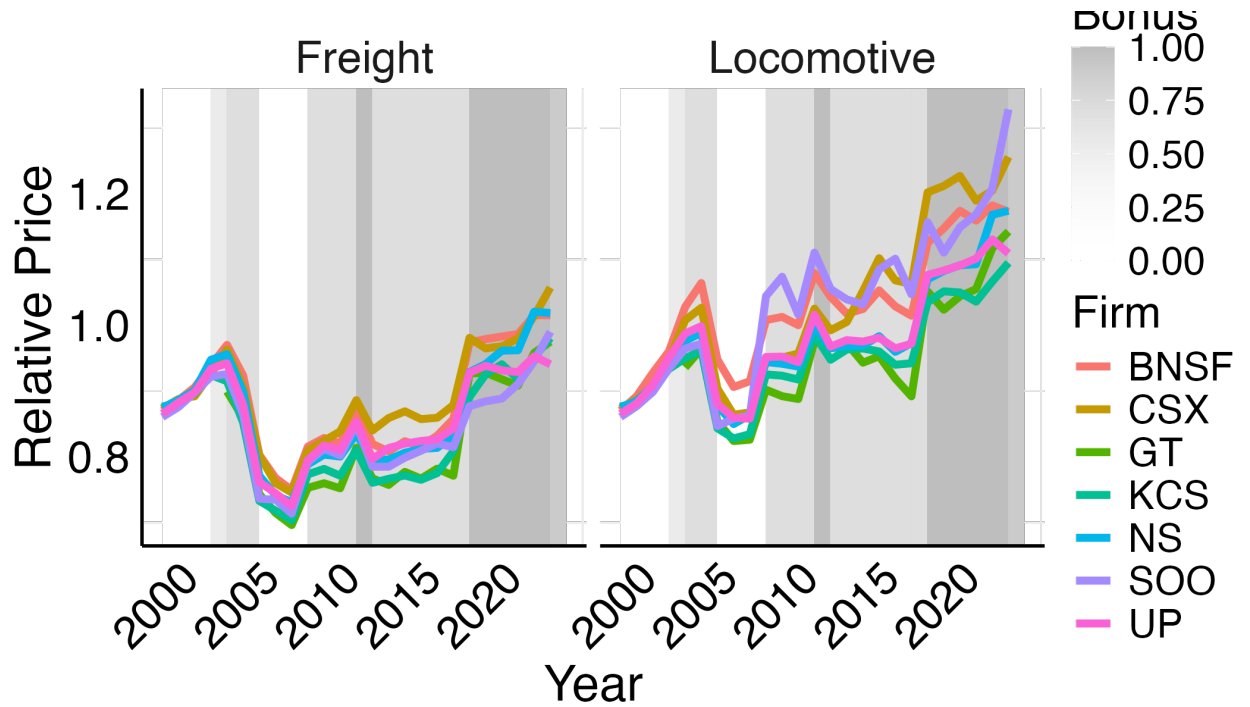 Bonus
Freight
Locomotive
1.00
0.75
0.50
0.25
0.00
Relative Price
1.2
1.0
0.8
Firm
BNSF
CSX
GT
KCS
NS
SOO
UP
2000 2005 2010 2015 2020
2000 2005 2010 2015 2020
Year